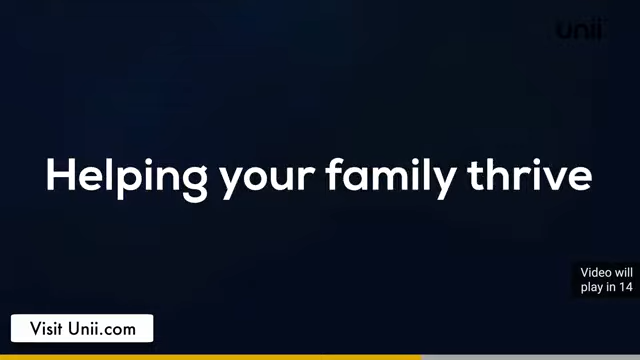 unii
Helping your family thrive
Video will
play in 14
Visit Unii.com